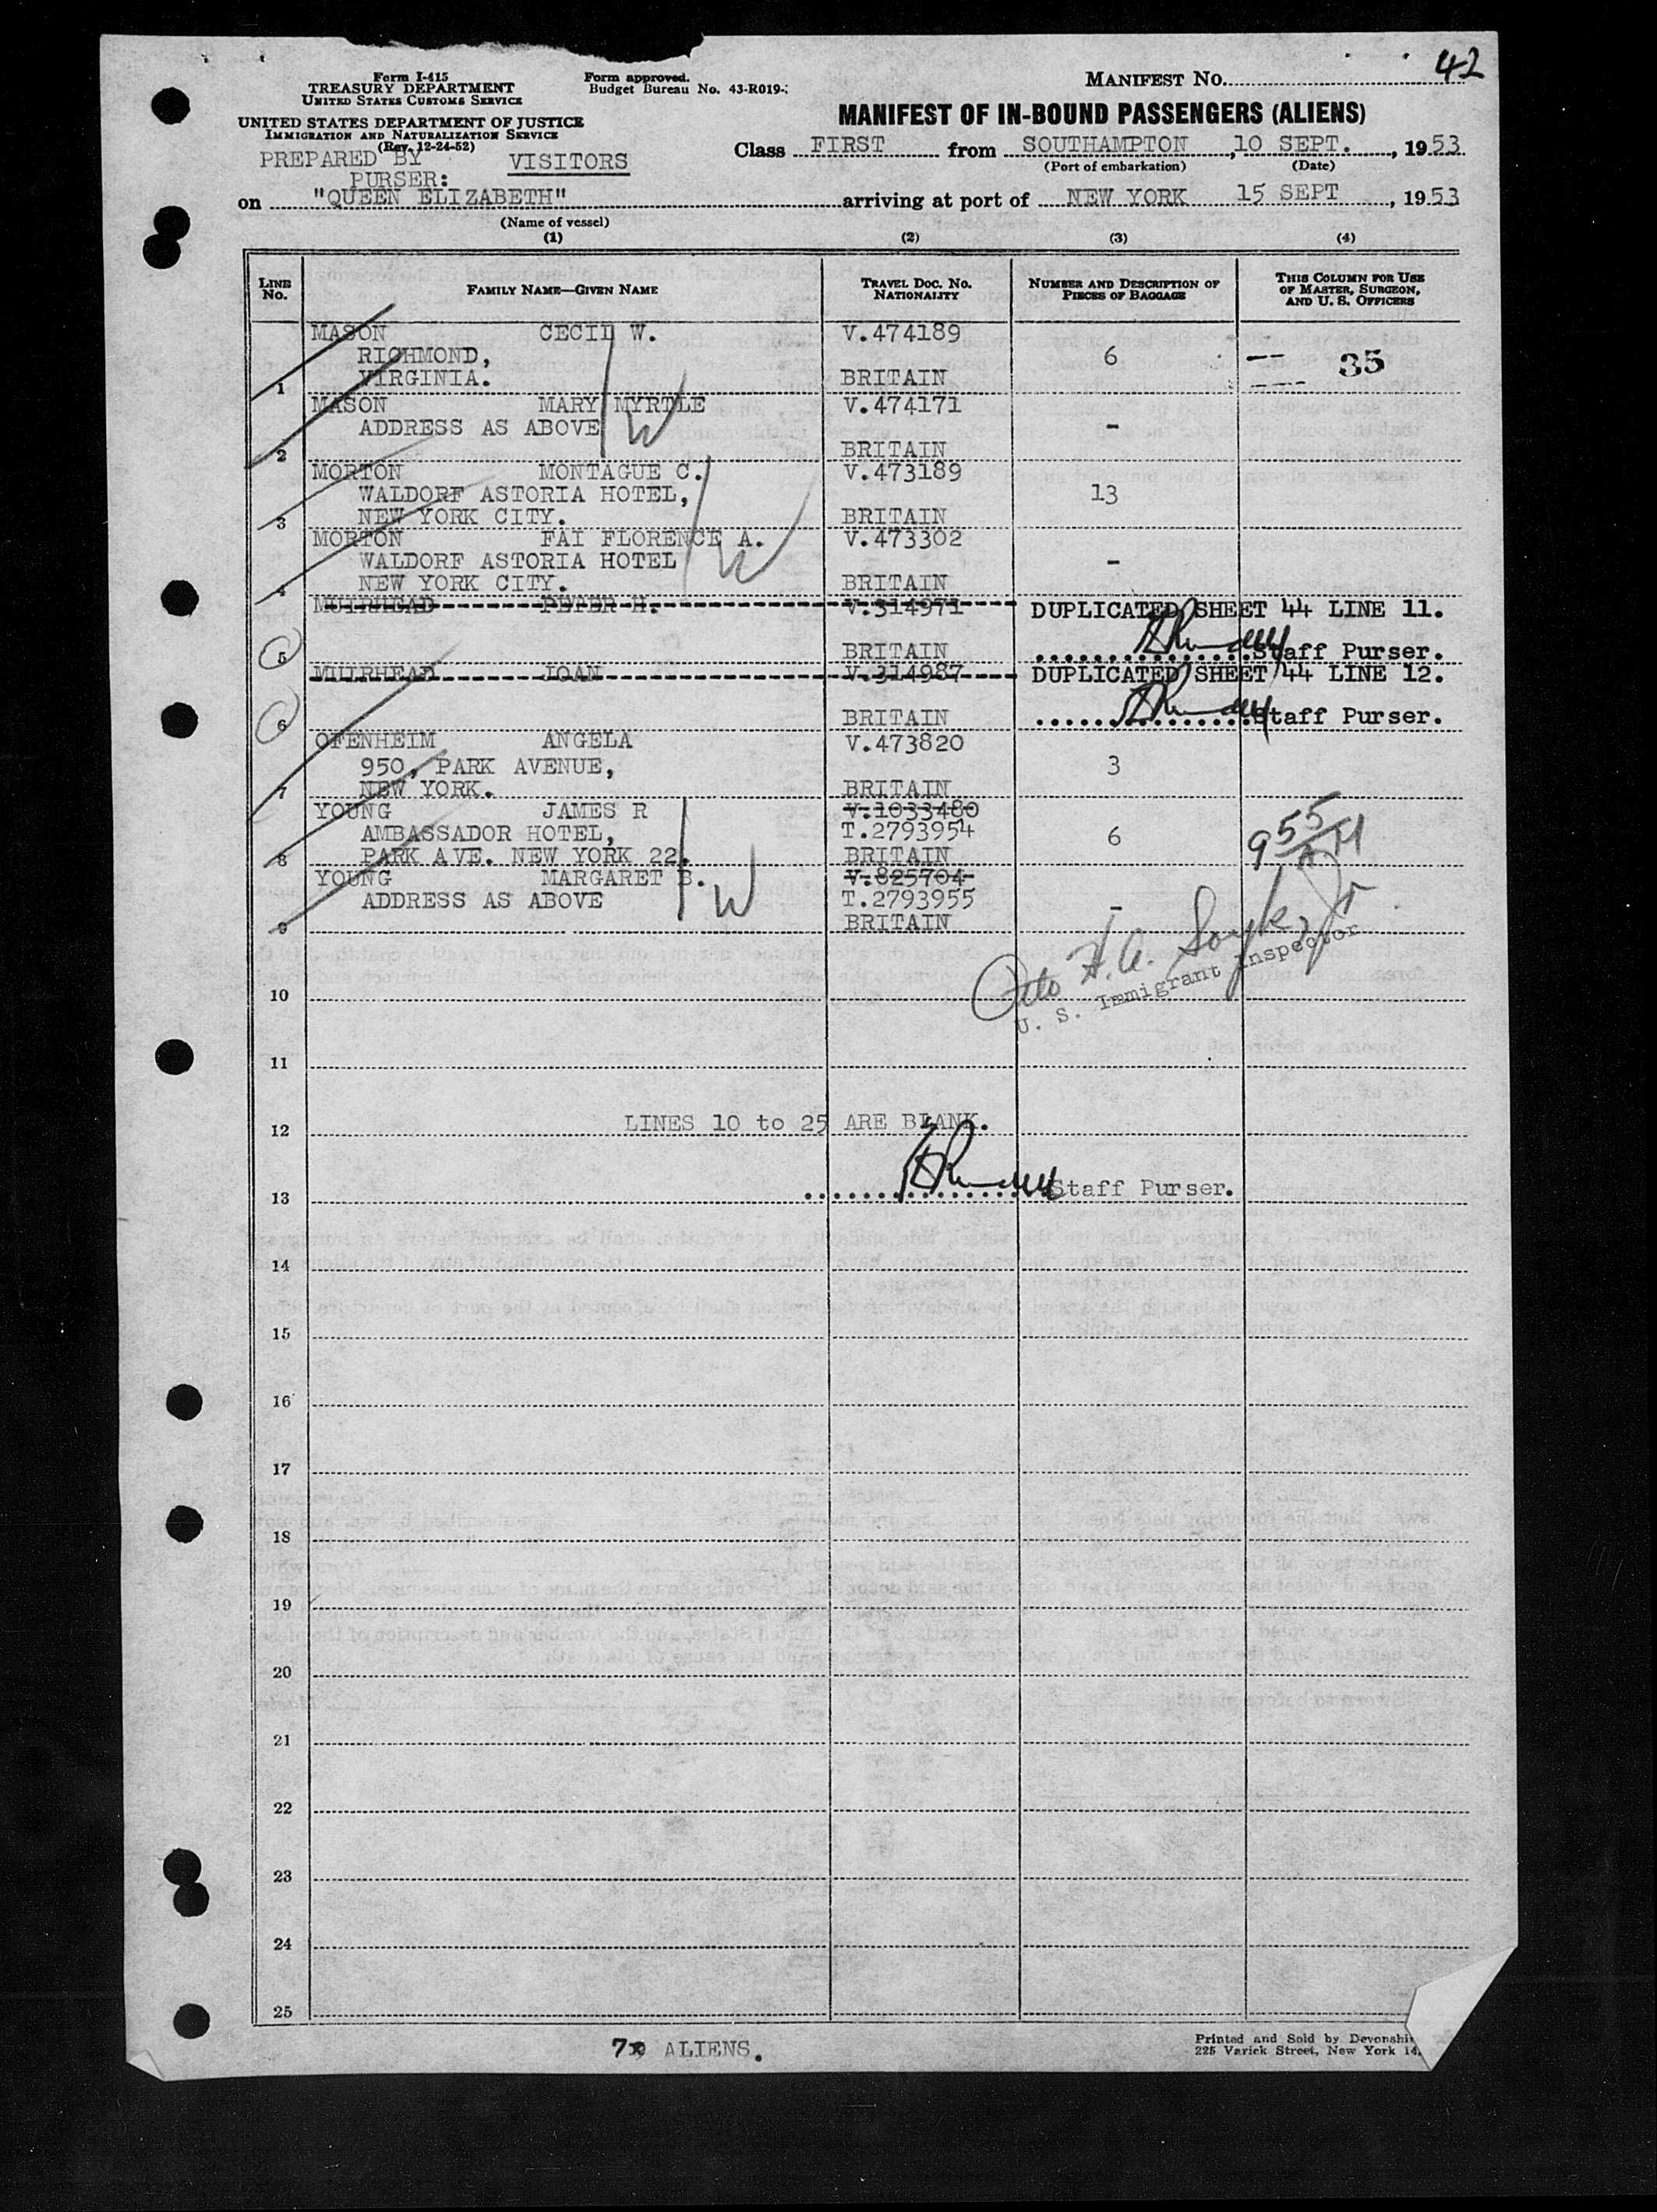 42
Form I-415
TREASURY DEPARTMENT
UNITED STATES CUSTOMS SERVICE
Form approved.
Budget Bureau No. 43-R019-
MANIFEST NO.
UNITED STATES DEPARTMENT OF JUSTICE
IMMIGRATION AND NATURALIZATION SERVICE
(Rev. 12-24-52)
MANIFEST OF IN-BOUND PASSENGERS (ALIENS)
PREPARED BY PURSER: VISITORS
Class FIRST from SOUTHAMPTON, 10 SEPT., 1953
(Port of embarkation) (Date)
on "QUEEN ELIZABETH" arriving at port of NEW YORK 15 SEPT, 1953
(Name of vessel)
(1) (2) (3) (4)
LINE NO. FAMILY NAME—GIVEN NAME TRAVEL DOC. NO. NATIONALITY NUMBER AND DESCRIPTION OF PIECES OF BAGGAGE THIS COLUMN FOR USE OF MASTER, SURGEON, AND U. S. OFFICERS
MASON CECIL W. V.474189
RICHMOND, 6 -- 35
1 VIRGINIA. BRITAIN
MASON MARY MYRTLE V.474171
ADDRESS AS ABOVE W -
2 BRITAIN
MORTON MONTAGUE C. V.473189
WALDORF ASTORIA HOTEL, 13
3 NEW YORK CITY. BRITAIN
MORTON FAI FLORENCE A. V.473302
WALDORF ASTORIA HOTEL W -
4 NEW YORK CITY. BRITAIN
MUIRHEAD PETER H. V.314971 DUPLICATED SHEET 44 LINE 11.
5 BRITAIN Staff Purser.
MUIRHEAD JOAN V.314987 DUPLICATED SHEET 44 LINE 12.
6 BRITAIN Staff Purser.
OFENHEIM ANGELA V.473820
950, PARK AVENUE, 3
7 NEW YORK. BRITAIN
YOUNG JAMES R V.1033480
AMBASSADOR HOTEL, T.2793954 6 955 AM
8 PARK AVE. NEW YORK 22. BRITAIN
YOUNG MARGARET B. V.825704
ADDRESS AS ABOVE W T.2793955 -
9 BRITAIN
Otto H.A.
U. S. Immigrant Inspector
10
11
12 LINES 10 to 25 ARE BLANK.
13 Staff Purser.
14
15
16
17
18
19
20
21
22
23
24
25
7 ALIENS.
Printed and Sold by
225 Varick Street, New York 14,